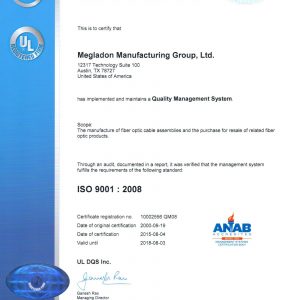 This is to certify that
Megladon Manufacturing Group, Ltd.
12317 Technology Suite 100
Austin, TX 78727
United States of America
has implemented and maintains a Quality Management System.
Scope:
The manufacture of fiber optic cable assemblies and the purchase for resale of related fiber
optic products.
Through an audit, documented in a report, it was verified that the management system
fulfills the requirements of the following standard:
ISO 9001 : 2008
Certificate registration no. 10002556 QM08
Date of original certification 2000-09-19
Date of certification 2015-08-04
Valid until 2018-08-03
UL
ANAB
ACCREDITED
UL DQS Inc.
Ganesh Rao
Managing Director